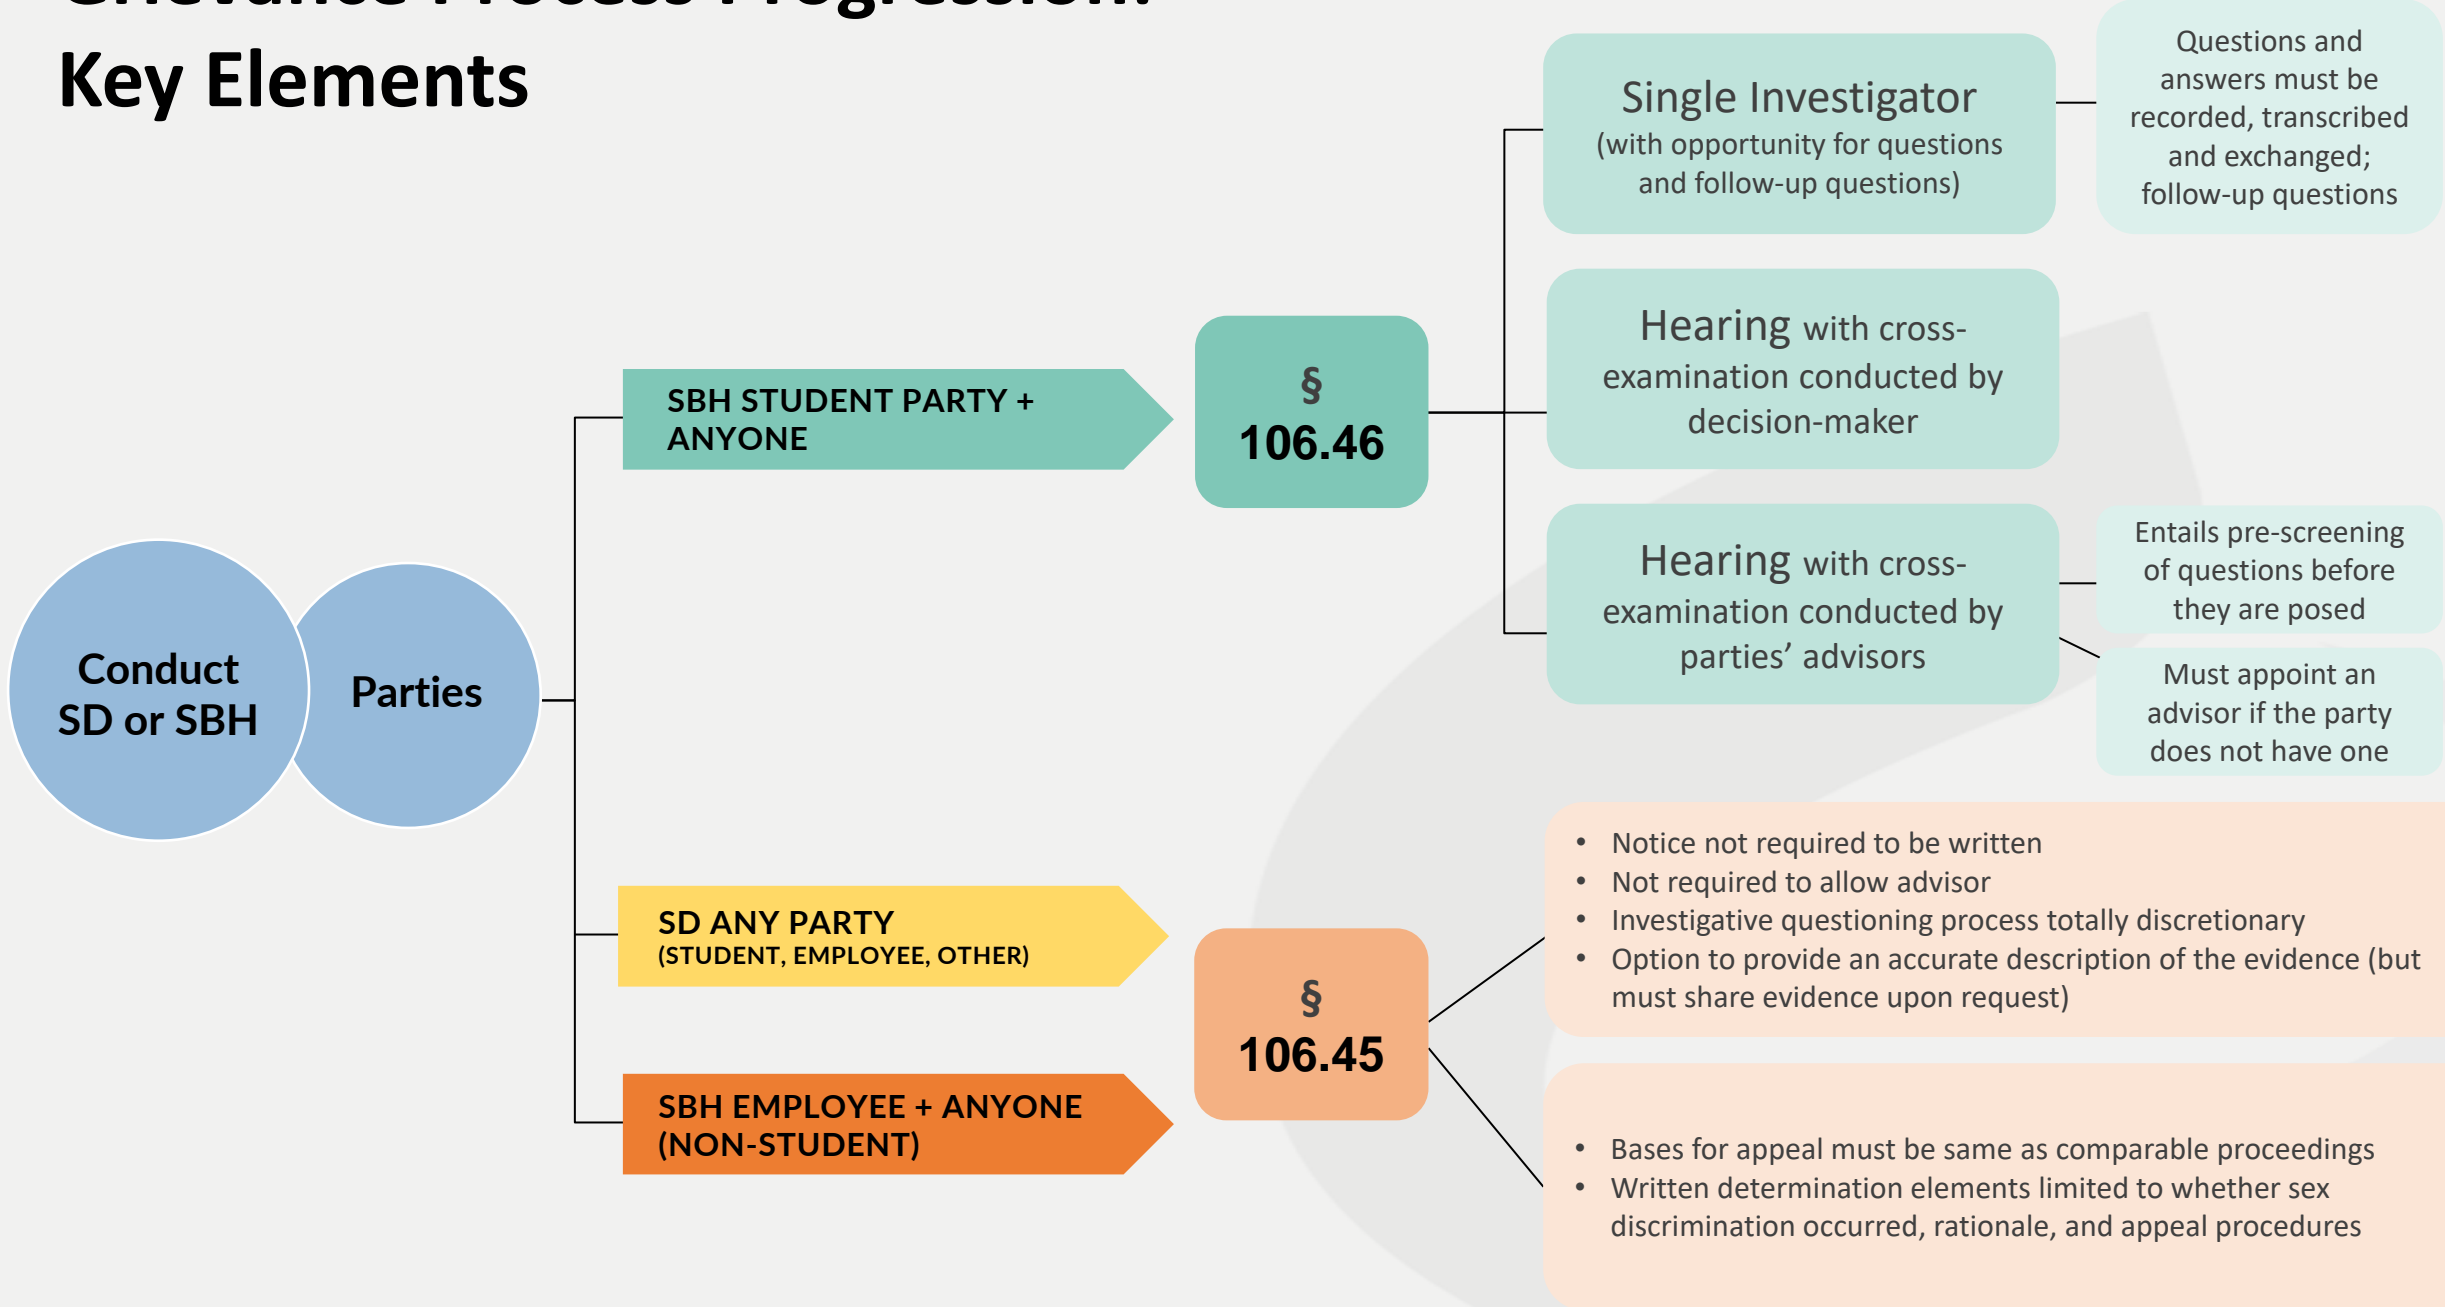 Grievance Process Progression:
Key Elements
Conduct
SD or SBH
Parties
SBH STUDENT PARTY +
ANYONE
§
106.46
Single Investigator
(with opportunity for questions
and follow-up questions)
Questions and
answers must be
recorded, transcribed
and exchanged;
follow-up questions
Hearing with cross-
examination conducted by
decision-maker
Hearing with cross-
examination conducted by
parties’ advisors
Entails pre-screening
of questions before
they are posed
Must appoint an
advisor if the party
does not have one
SD ANY PARTY
(STUDENT, EMPLOYEE, OTHER)
SBH EMPLOYEE + ANYONE
(NON-STUDENT)
§
106.45
• Notice not required to be written
• Not required to allow advisor
• Investigative questioning process totally discretionary
• Option to provide an accurate description of the evidence (but
must share evidence upon request)
• Bases for appeal must be same as comparable proceedings
• Written determination elements limited to whether sex
discrimination occurred, rationale, and appeal procedures